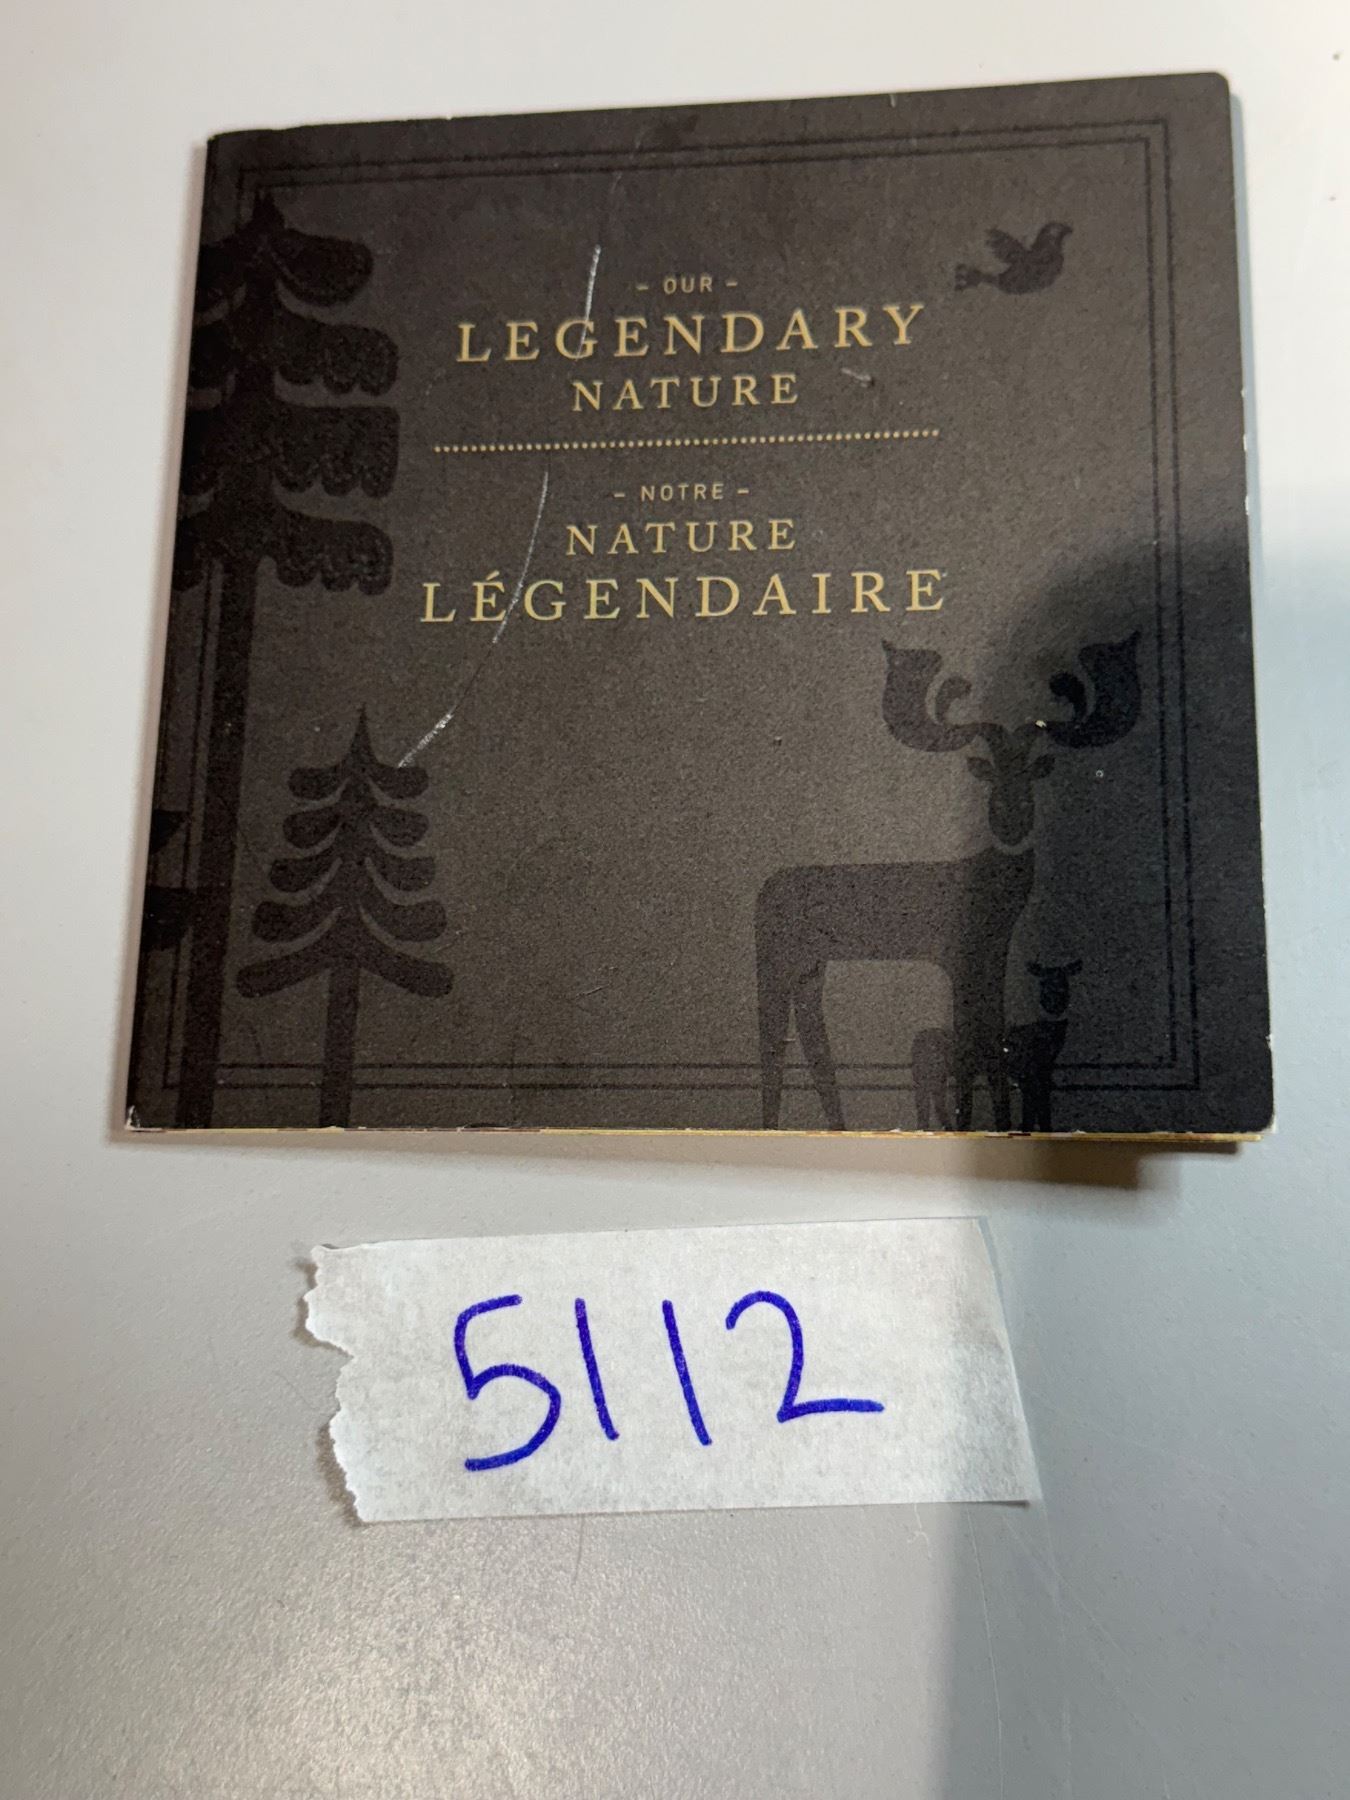 - OUR -
LEGENDARY
NATURE
- NOTRE -
NATURE
LÉGENDAIRE
5112